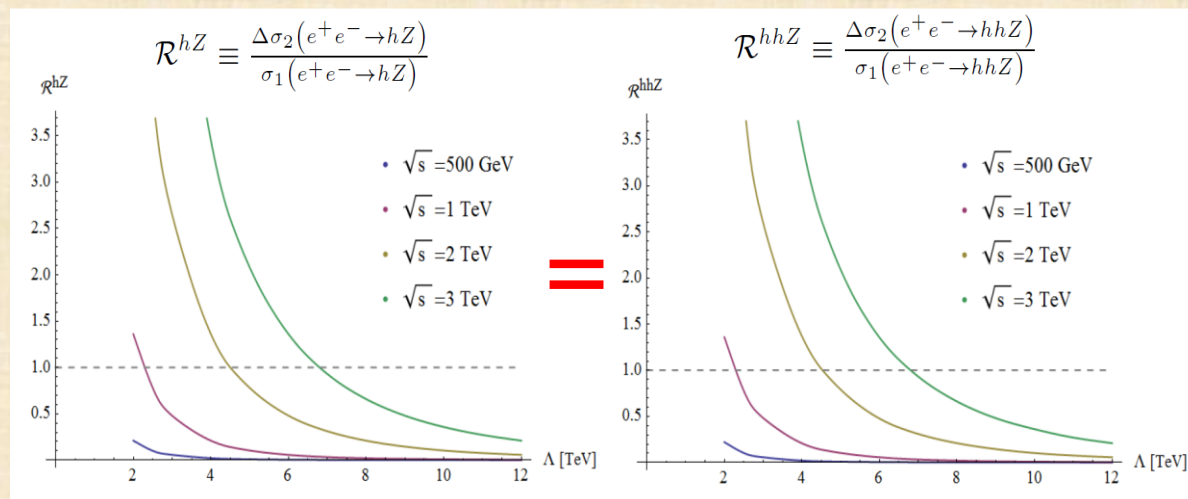 R^{hZ} ≡ Δσ_2(e^+e^-→hZ) / σ_1(e^+e^-→hZ)
R^{hZ}
3.5
3.0
2.5
2.0
1.5
1.0
0.5
• √s =500 GeV
• √s =1 TeV
• √s =2 TeV
• √s =3 TeV
2 4 6 8 10 12
Λ [TeV]
=
R^{hhZ} ≡ Δσ_2(e^+e^-→hhZ) / σ_1(e^+e^-→hhZ)
R^{hhZ}
3.5
3.0
2.5
2.0
1.5
1.0
0.5
• √s =500 GeV
• √s =1 TeV
• √s =2 TeV
• √s =3 TeV
2 4 6 8 10 12
Λ [TeV]